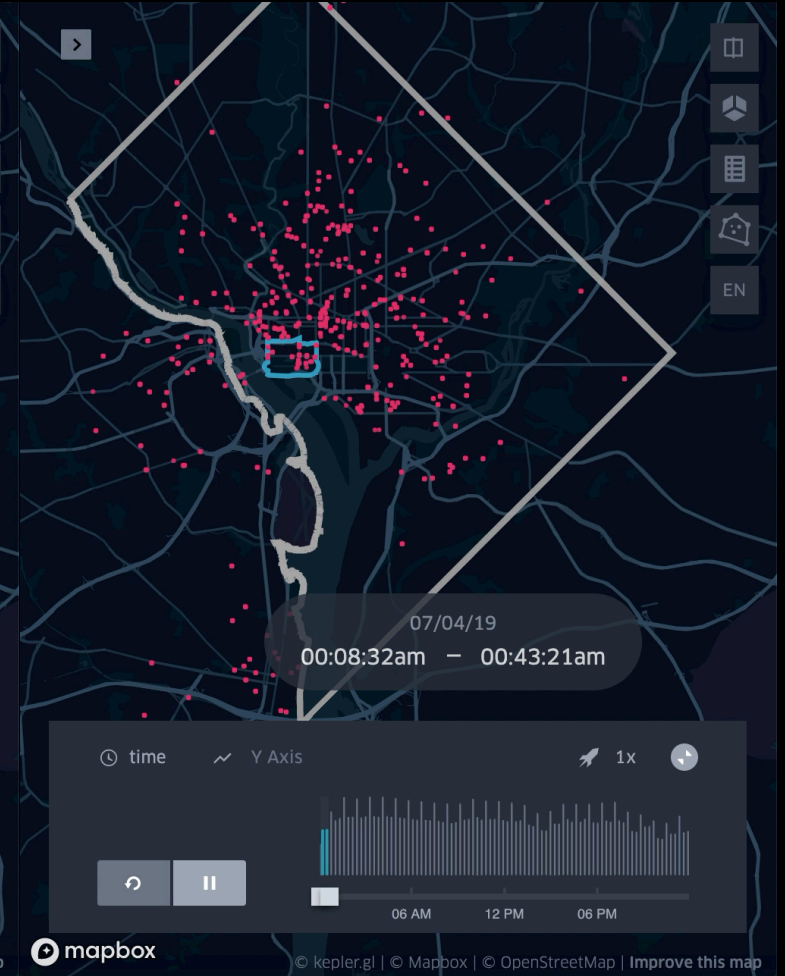 EN
07/04/19
00:08:32am – 00:43:21am
time Y Axis 1x
06 AM 12 PM 06 PM
mapbox
© kepler.gl | © Mapbox | © OpenStreetMap | Improve this map